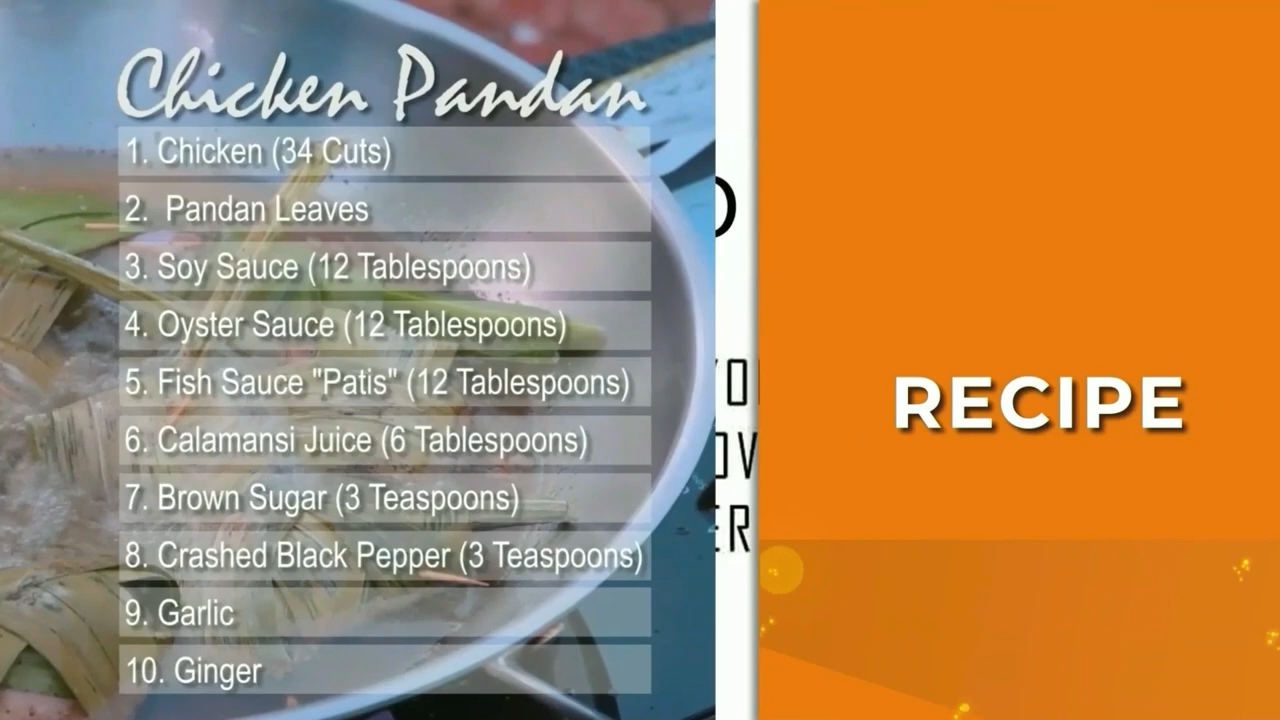 Chicken Pandan
1. Chicken (34 Cuts)
2. Pandan Leaves
3. Soy Sauce (12 Tablespoons)
4. Oyster Sauce (12 Tablespoons)
5. Fish Sauce "Patis" (12 Tablespoons)
6. Calamansi Juice (6 Tablespoons)
7. Brown Sugar (3 Teaspoons)
8. Crashed Black Pepper (3 Teaspoons)
9. Garlic
10. Ginger
RECIPE